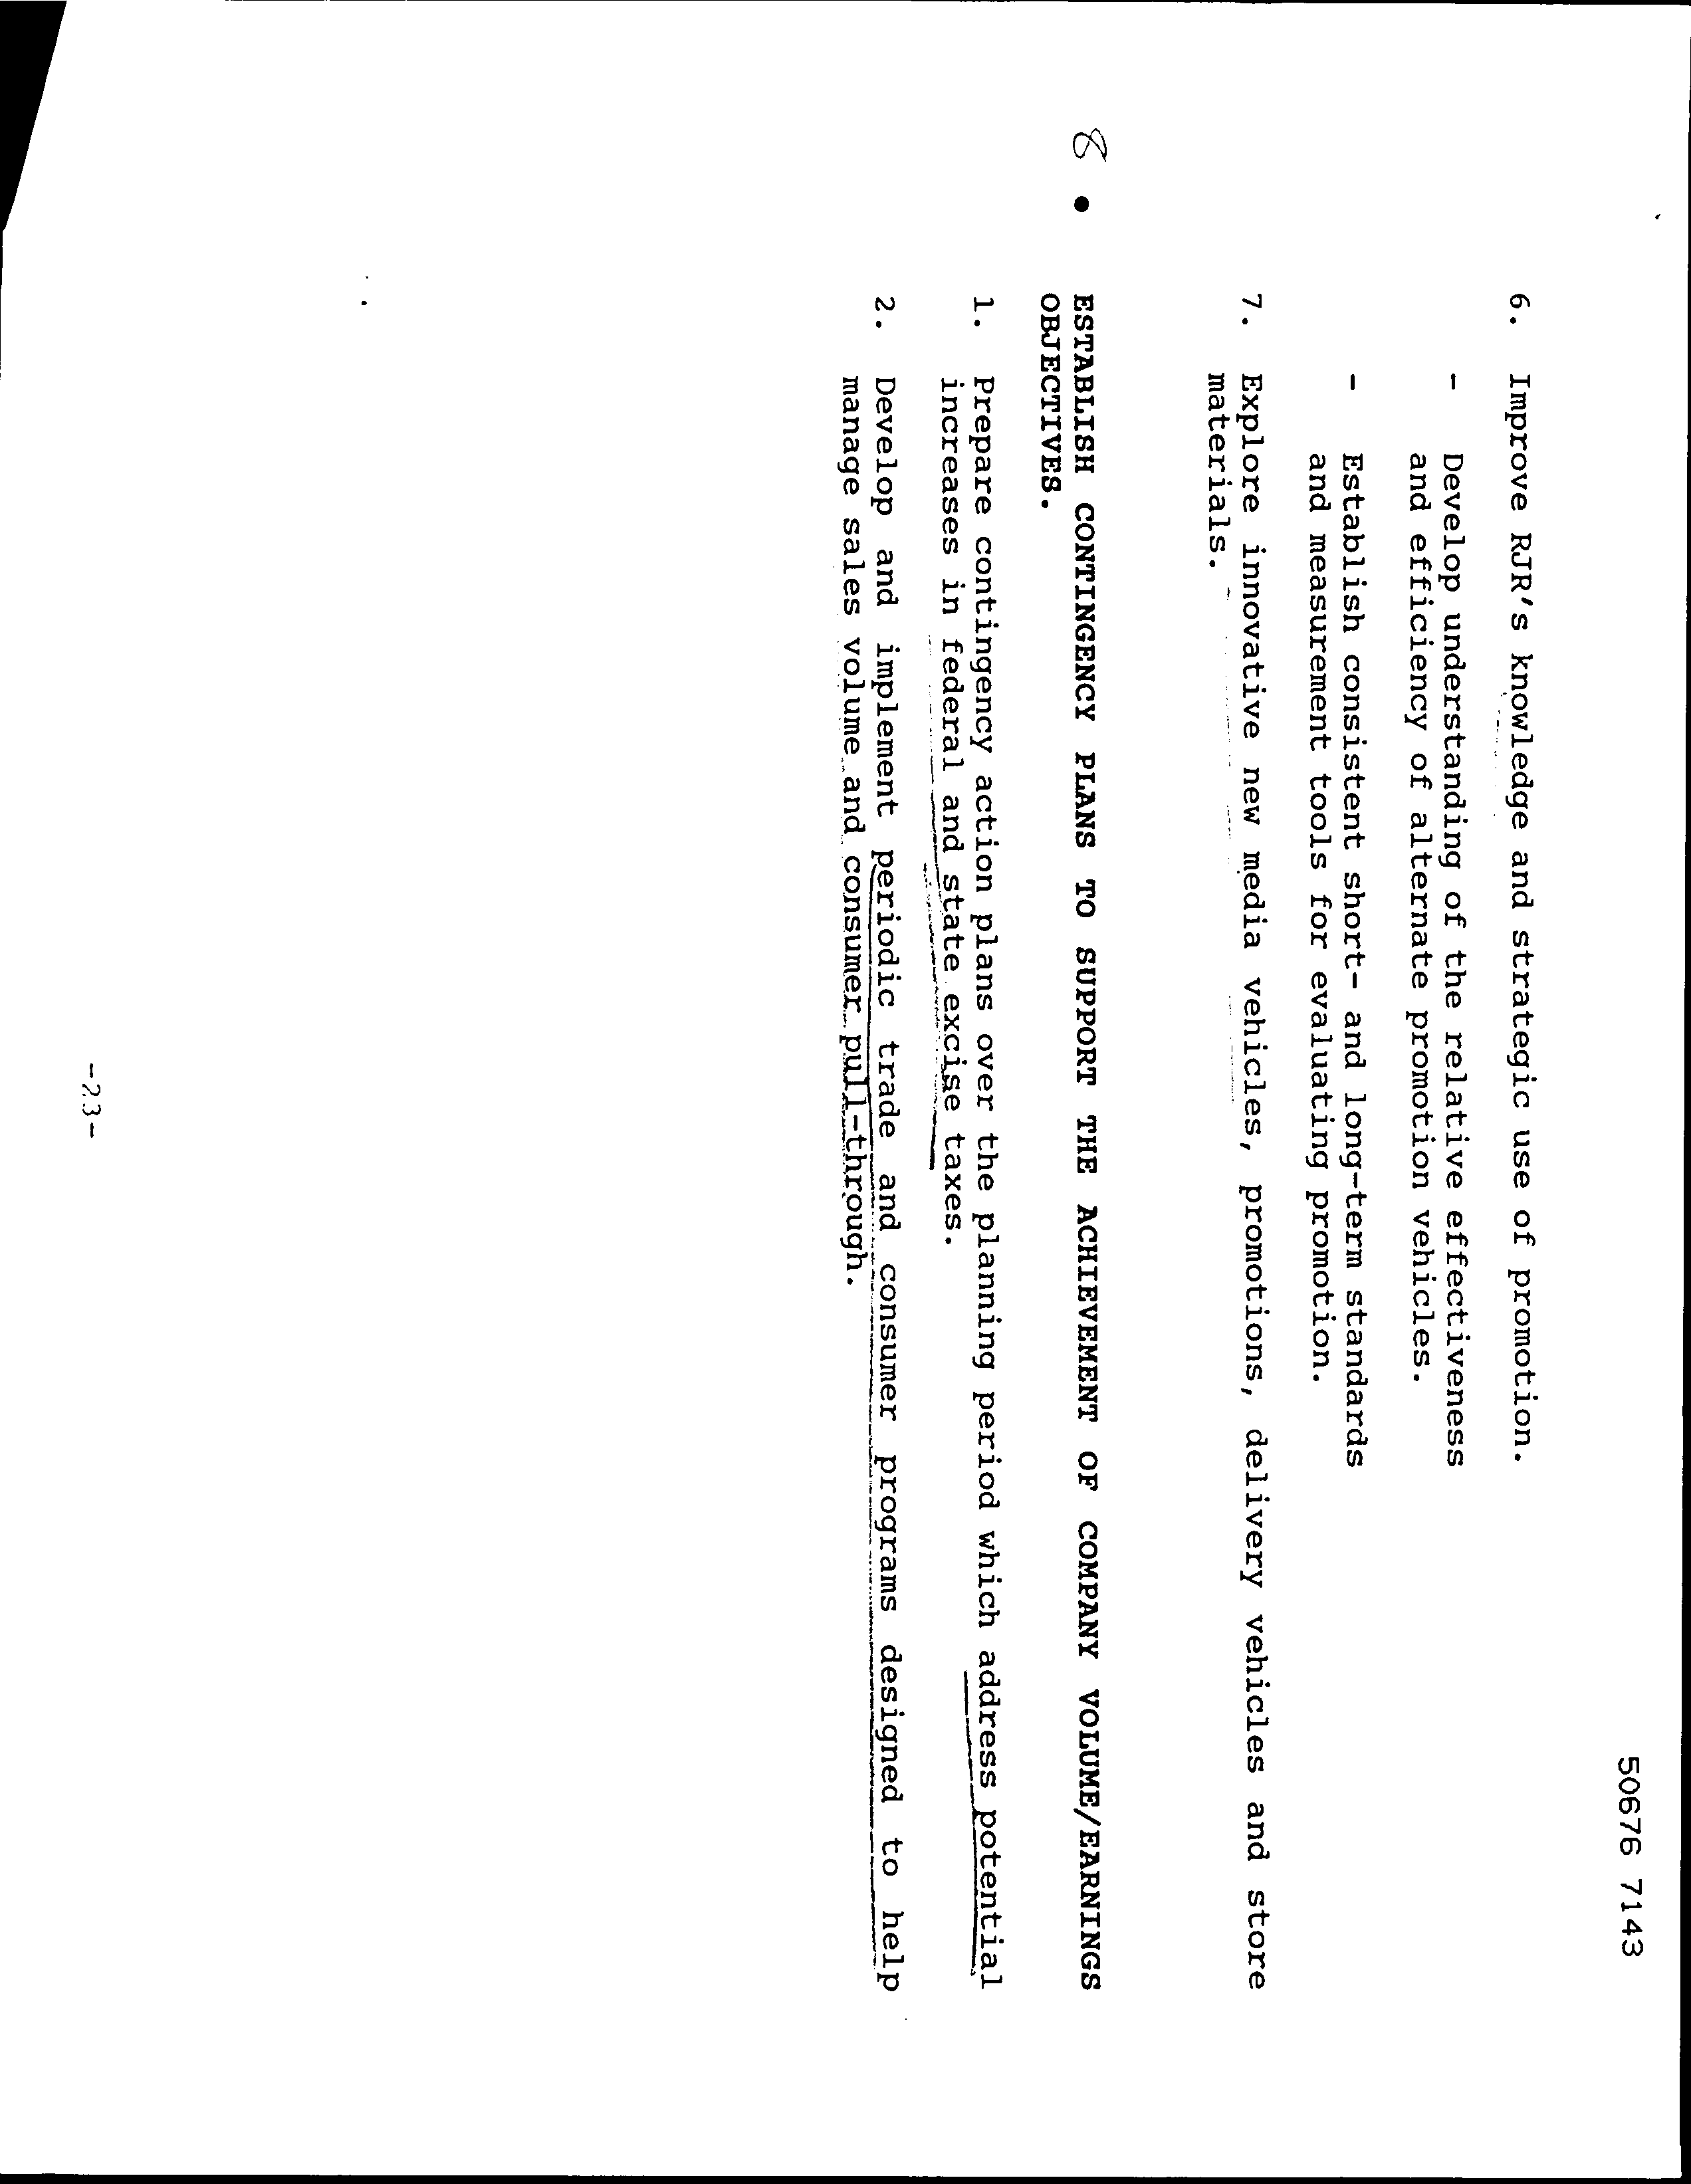 50676 7143
6. Improve RJR's knowledge and strategic use of promotion.
- Develop understanding of the relative effectiveness
and efficiency of alternate promotion vehicles.
- Establish consistent short- and long-term standards
and measurement tools for evaluating promotion.
7. Explore innovative new media vehicles, promotions, delivery vehicles and store
materials.
8 • ESTABLISH CONTINGENCY PLANS TO SUPPORT THE ACHIEVEMENT OF COMPANY VOLUME/EARNINGS
OBJECTIVES.
1. Prepare contingency action plans over the planning period which address potential
increases in federal and state excise taxes.
2. Develop and implement periodic trade and consumer programs designed to help
manage sales volume and consumer pull-through.
-23-